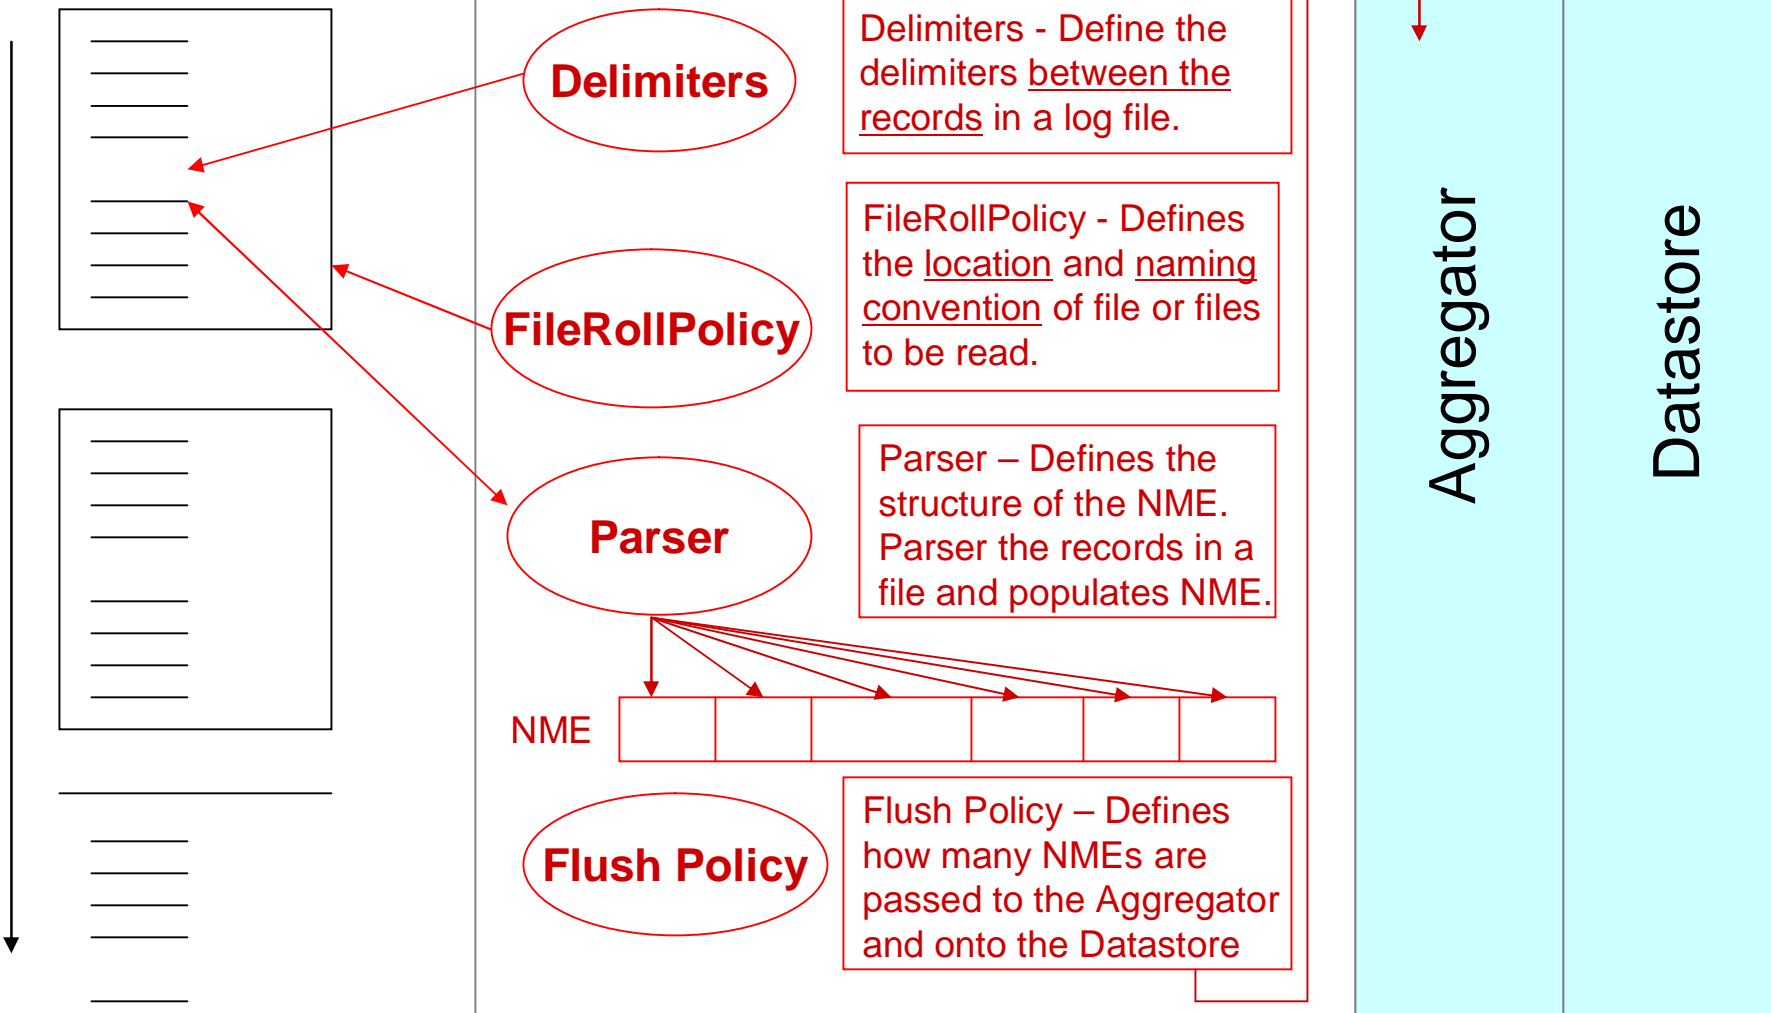 Delimiters
Delimiters - Define the
delimiters between the
records in a log file.
FileRollPolicy
FileRollPolicy - Defines
the location and naming
convention of file or files
to be read.
Parser
Parser – Defines the
structure of the NME.
Parser the records in a
file and populates NME.
NME
Flush Policy
Flush Policy – Defines
how many NMEs are
passed to the Aggregator
and onto the Datastore
Aggregator
Datastore